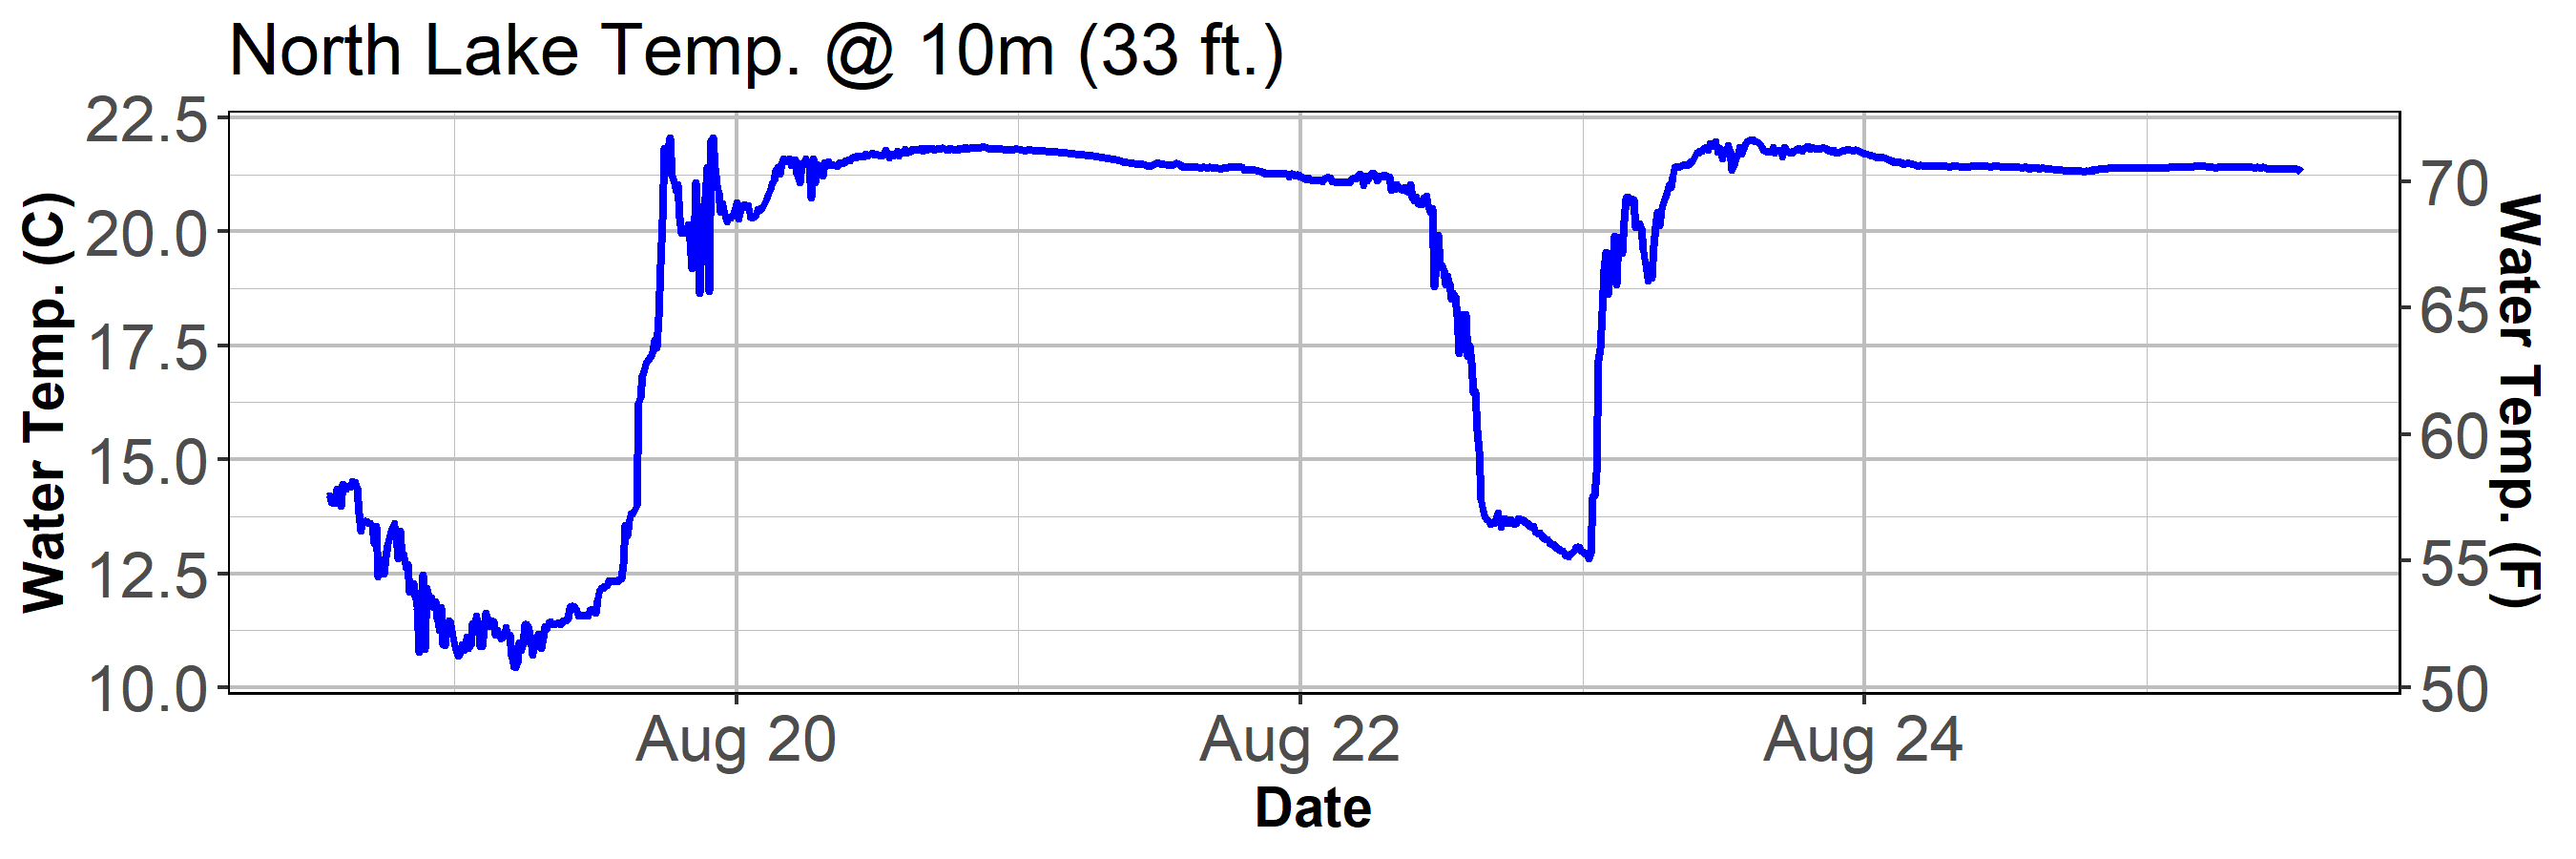 North Lake Temp. @ 10m (33 ft.)
Water Temp. (C)
22.5
20.0
17.5
15.0
12.5
10.0
70
65
60
55
50
Water Temp. (F)
Aug 20 Aug 22 Aug 24
Date